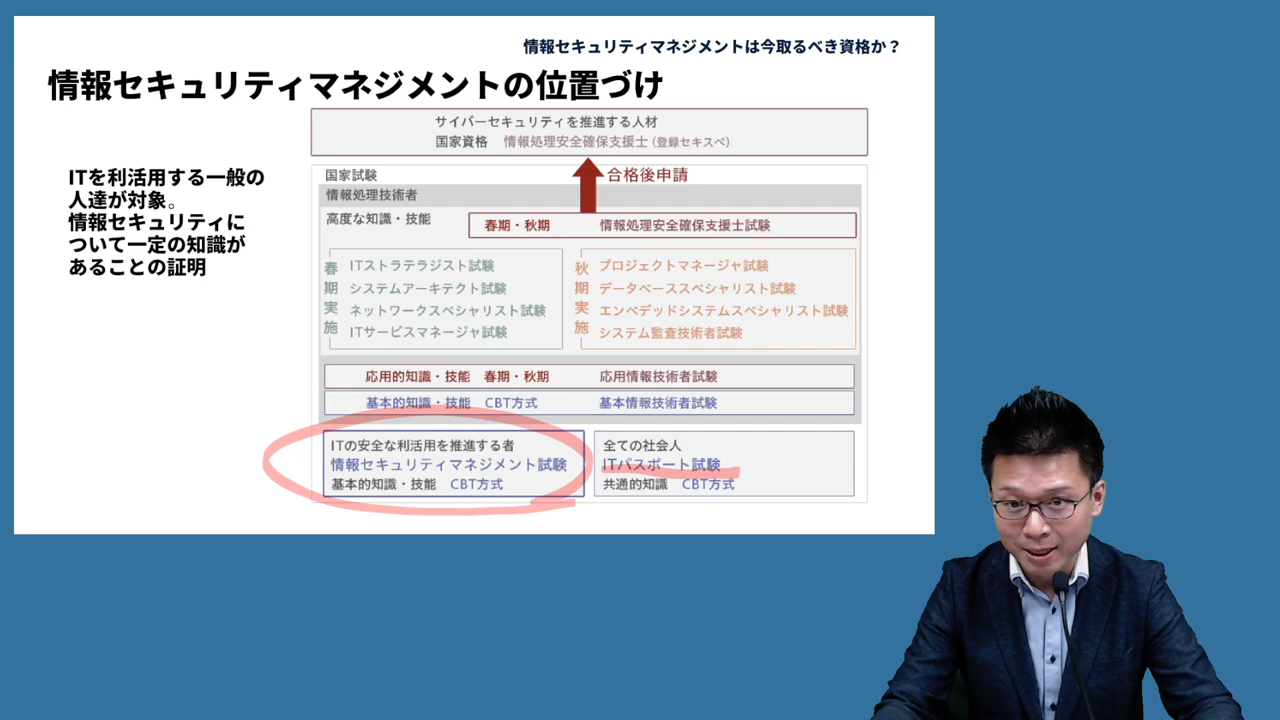 情報セキュリティマネジメントは今取るべき資格か？
情報セキュリティマネジメントの位置づけ
ITを利活用する一般の
人達が対象。
情報セキュリティに
ついて一定の知識が
あることの証明
サイバーセキュリティを推進する人材
国家資格 情報処理安全確保支援士 (登録セキスペ)
合格後申請
国家試験
情報処理技術者
高度な知識・技能
春期・秋期 情報処理安全確保支援士試験
春期実施
ITストラテラジスト試験
システムアーキテクト試験
ネットワークスペシャリスト試験
ITサービスマネージャ試験
秋期実施
プロジェクトマネージャ試験
データベーススペシャリスト試験
エンベデッドシステムスペシャリスト試験
システム監査技術者試験
応用的知識・技能 春期・秋期 応用情報技術者試験
基本的知識・技能 CBT方式 基本情報技術者試験
ITの安全な利活用を推進する者
情報セキュリティマネジメント試験
基本的知識・技能 CBT方式
全ての社会人
ITパスポート試験
共通的知識 CBT方式